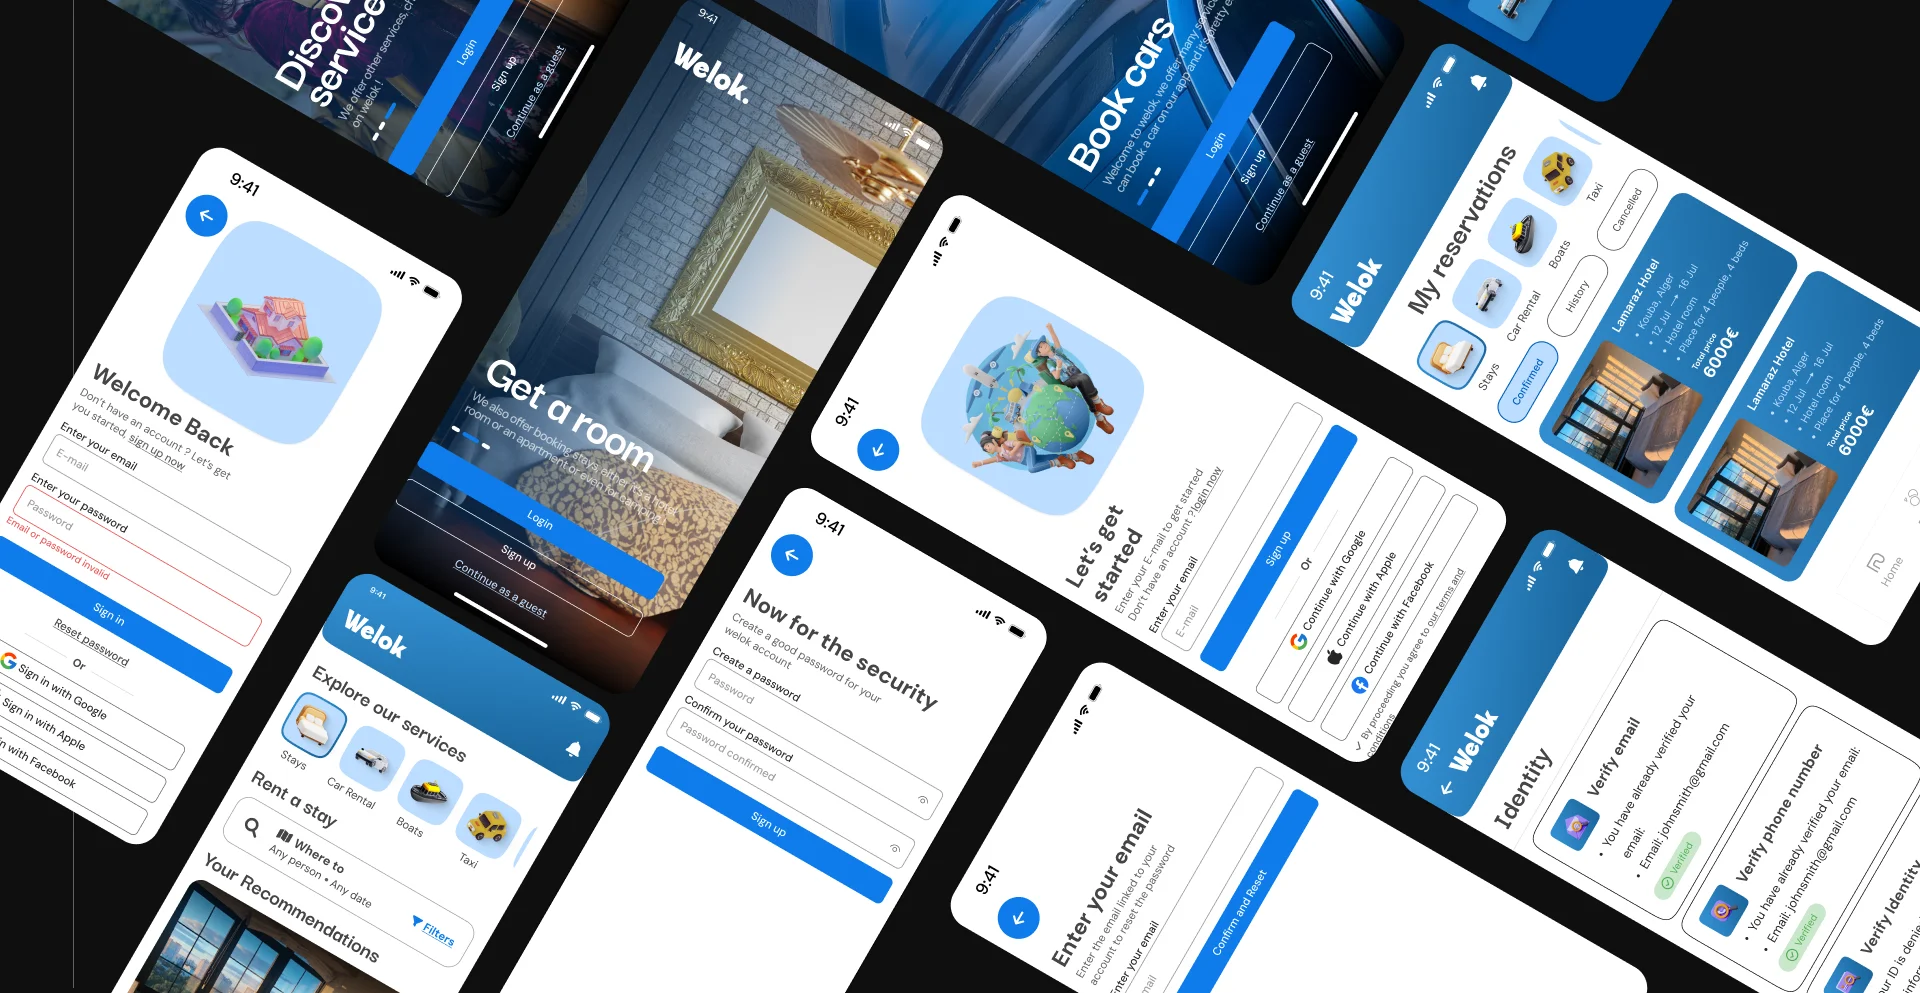 Discov
service
We offer other services, ch
on welok !
Login
Sign up
Continue as a guest
9:41
Welok.
Get a room
We also offer booking stays either it's a hotel
room or an apartment or even for camping!
Login
Sign up
Continue as a guest
Book cars
Welcome to welok, we offer many servic
can book a car on our app and it's pretty e
Login
Sign up
Continue as a guest
9:41
Welok
My reservations
Stays
Car Rental
Boats
Taxi
Confirmed
History
Cancelled
Lamaraz Hotel
• Kouba, Alger
• 12 Jul → 16 Jul
• Hotel room
• Place for 4 people, 4 beds
Total price
6000€
Lamaraz Hotel
• Kouba, Alger
• 12 Jul → 16 Jul
• Hotel room
• Place for 4 people, 4 beds
Total price
6000€
Home
9:41
Welcome Back
Don't have an account ? Let's get
you started, sign up now
Enter your email
E-mail
Enter your password
Password
Email or password invalid
Sign in
Reset password
Or
Sign in with Google
Sign in with Apple
n with Facebook
9:41
Welok
Explore our services
Stays
Car Rental
Boats
Taxi
Rent a stay
Where to
Any person • Any date
Filters
Your Recommendations
9:41
Now for the security
Create a good password for your
welok account
Create a password
Password
Confirm your password
Password confirmed
Sign up
9:41
Let's get
started
Enter your E-mail to get started
Don't have an account ?login now
Enter your email
E-mail
Sign up
Or
Continue with Google
Continue with Apple
Continue with Facebook
By proceeding you agree to our terms and
conditions
9:41
Enter your email
Enter the email linked to your
account to reset the password
Enter your email
mail
Confirm and Reset
9:41
Welok
Identity
Verify email
• You have already verified your
email:
• Email: johnsmith@gmail.com
Verified
Verify phone number
• You have already verified your email:
• Email: johnsmith@gmail.com
Verified
Verify Identity
ur ID is denie